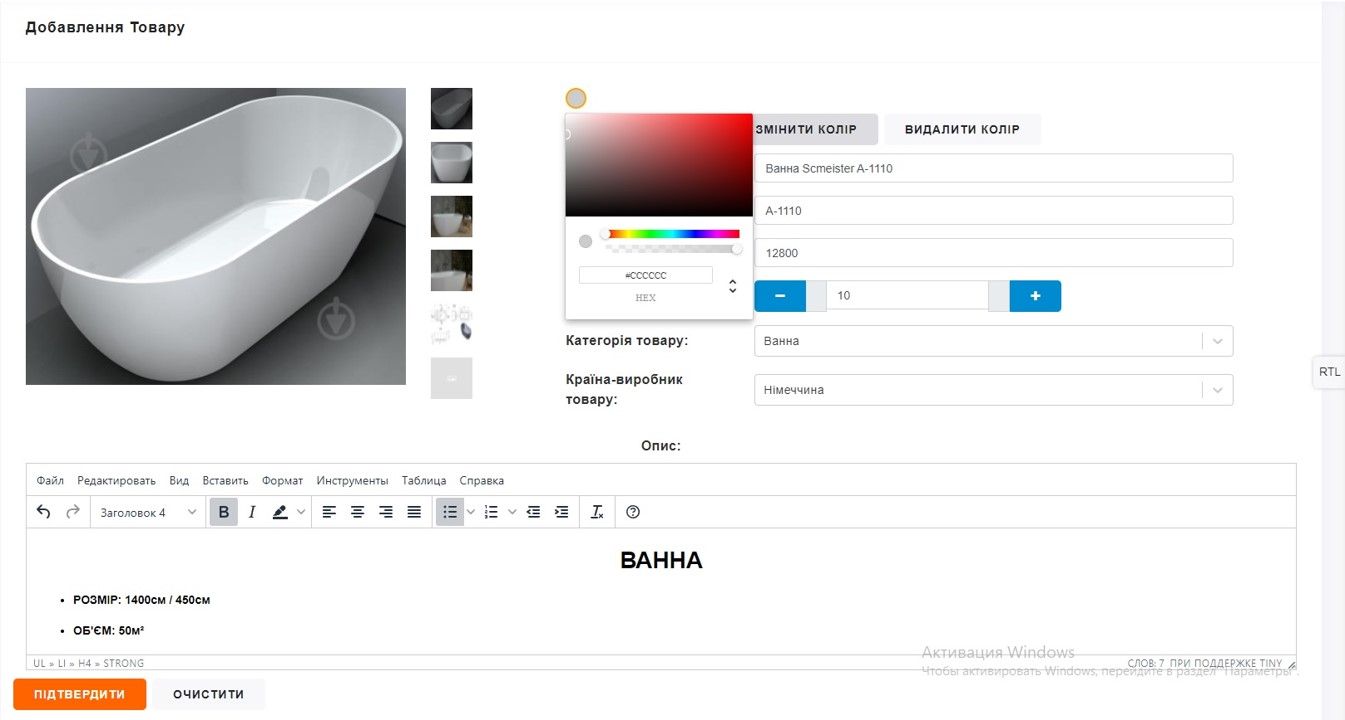 Добавлення Товару
ЗМІНИТИ КОЛІР
ВИДАЛИТИ КОЛІР
Ванна Scmeister A-1110
A-1110
12800
#CCCCCC
HEX
− 10 +
Категорія товару:
Ванна
Країна-виробник
товару:
Німеччина
RTL
Опис:
Файл Редактировать Вид Вставить Формат Инструменты Таблица Справка
Заголовок 4 B I
ВАННА
• РОЗМІР: 1400см / 450см
• ОБ'ЄМ: 50м²
Активация Windows
Чтобы активировать Windows, перейдите в раздел "Параметры".
UL » LI » H4 » STRONG
СЛОВ: 7 ПРИ ПОДДЕРЖКЕ TINY
ПІДТВЕРДИТИ
ОЧИСТИТИ